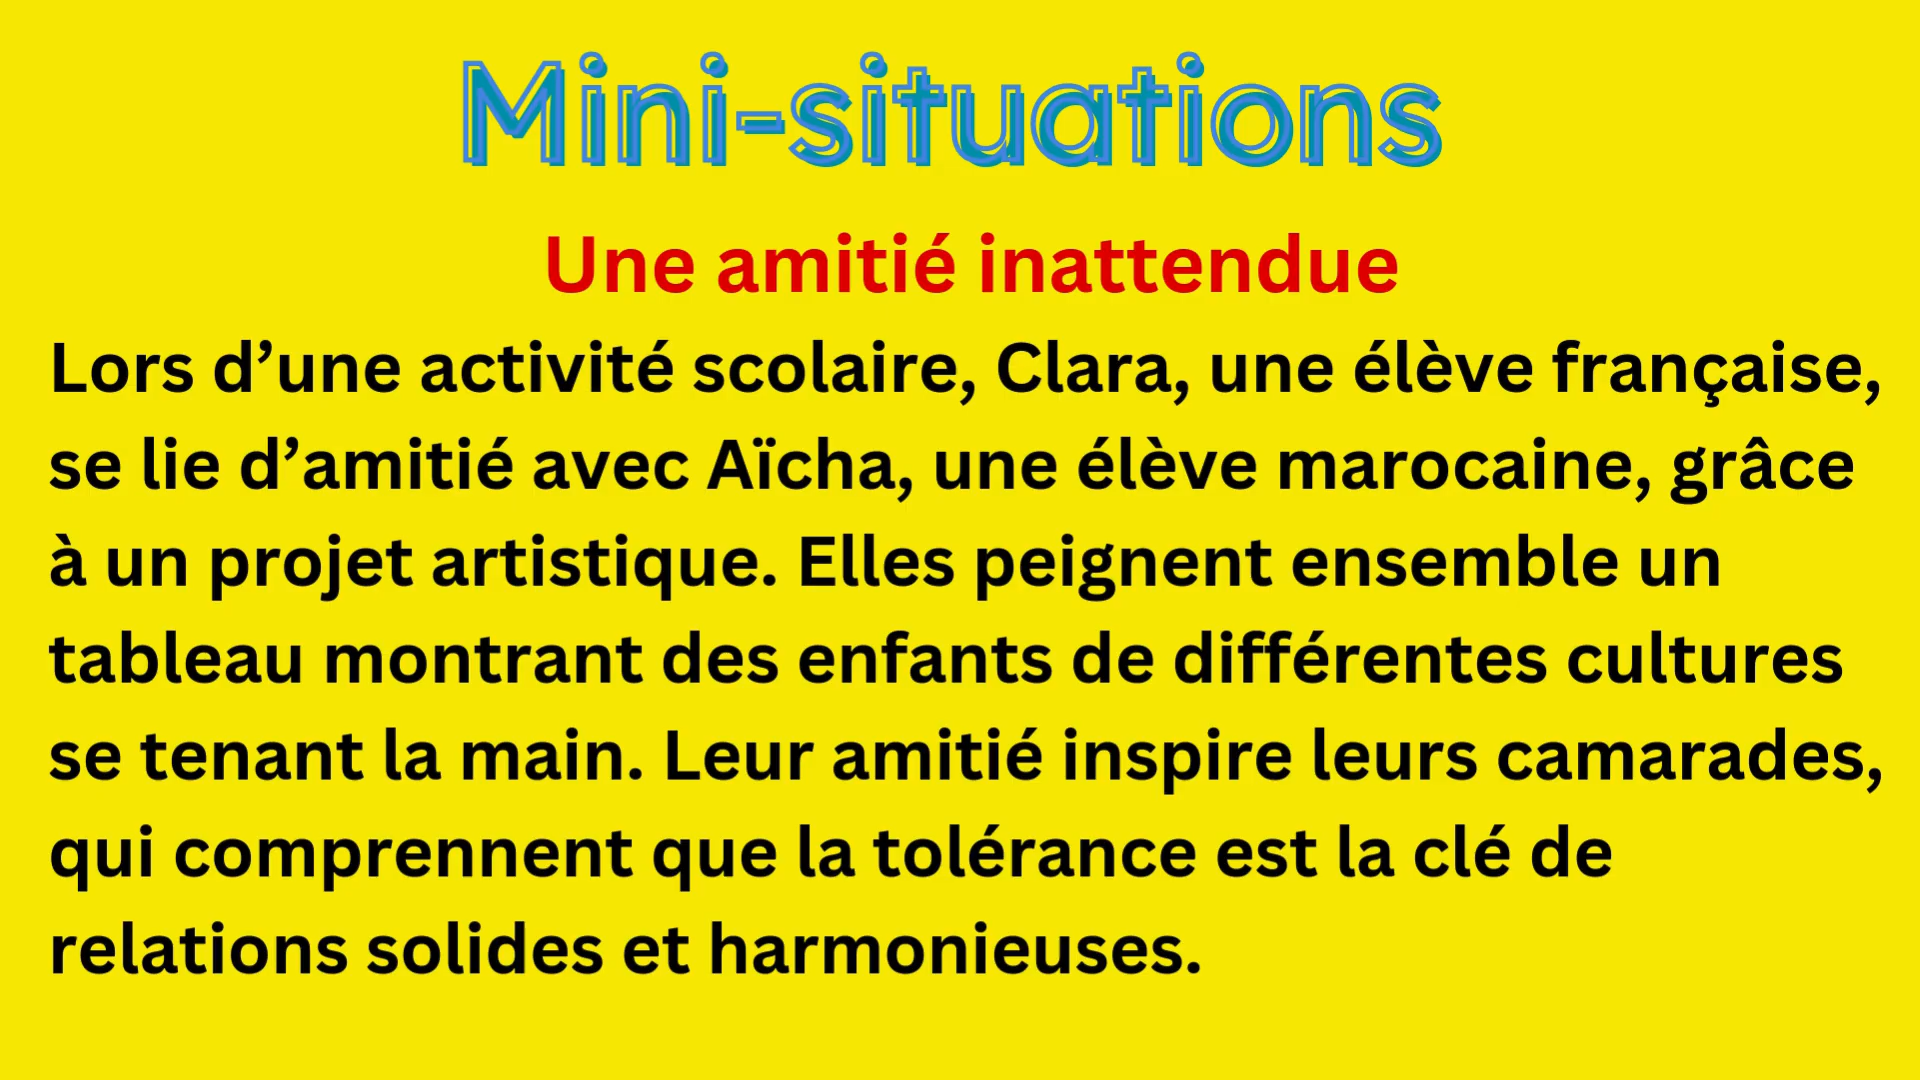 Mini-situations
Une amitié inattendue
Lors d’une activité scolaire, Clara, une élève française,
se lie d’amitié avec Aïcha, une élève marocaine, grâce
à un projet artistique. Elles peignent ensemble un
tableau montrant des enfants de différentes cultures
se tenant la main. Leur amitié inspire leurs camarades,
qui comprennent que la tolérance est la clé de
relations solides et harmonieuses.